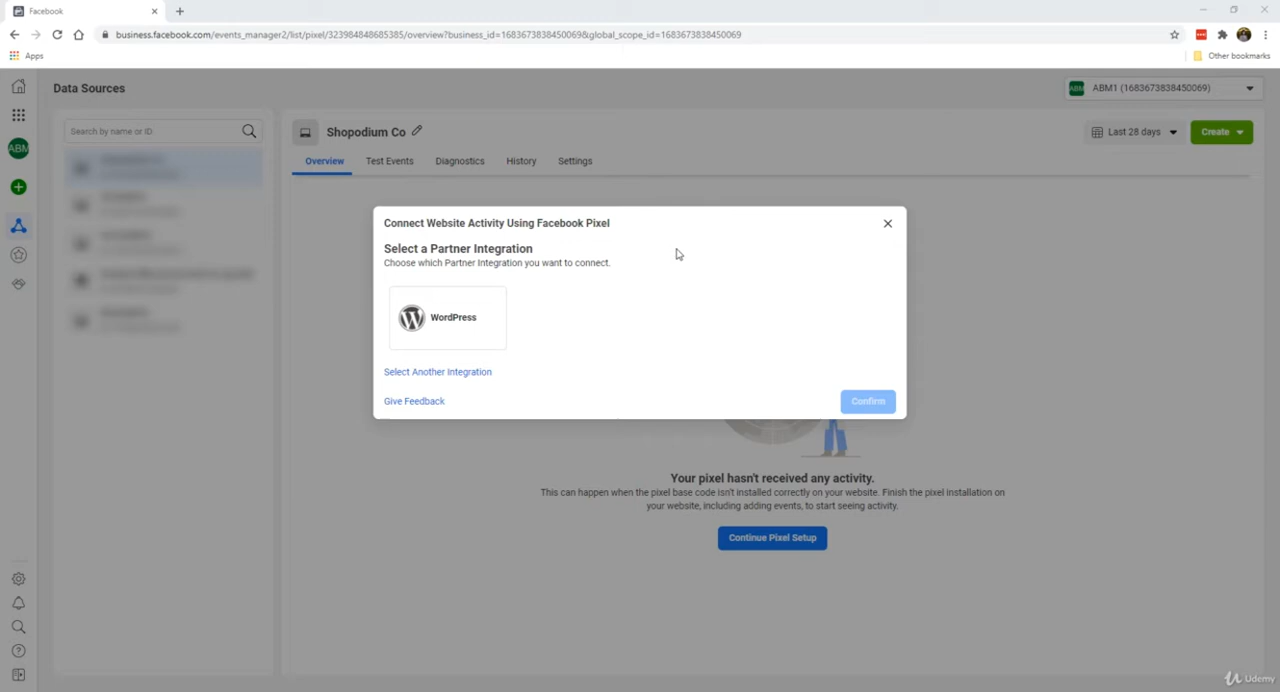 Facebook
business.facebook.com/events_manager2/list/pixel/323984848685385/overview?business_id=1683673838450069&global_scope_id=1683673838450069
Apps
Other bookmarks
Data Sources
ABM
ABM1 (1683673838450069)
Search by name or ID
Shopodium Co
Last 28 days
Create
ABM
Overview
Test Events
Diagnostics
History
Settings
Connect Website Activity Using Facebook Pixel
Select a Partner Integration
Choose which Partner Integration you want to connect.
WordPress
Select Another Integration
Give Feedback
Confirm
Your pixel hasn't received any activity.
This can happen when the pixel base code isn't installed correctly on your website. Finish the pixel installation on
your website, including adding events, to start seeing activity.
Continue Pixel Setup
Udemy